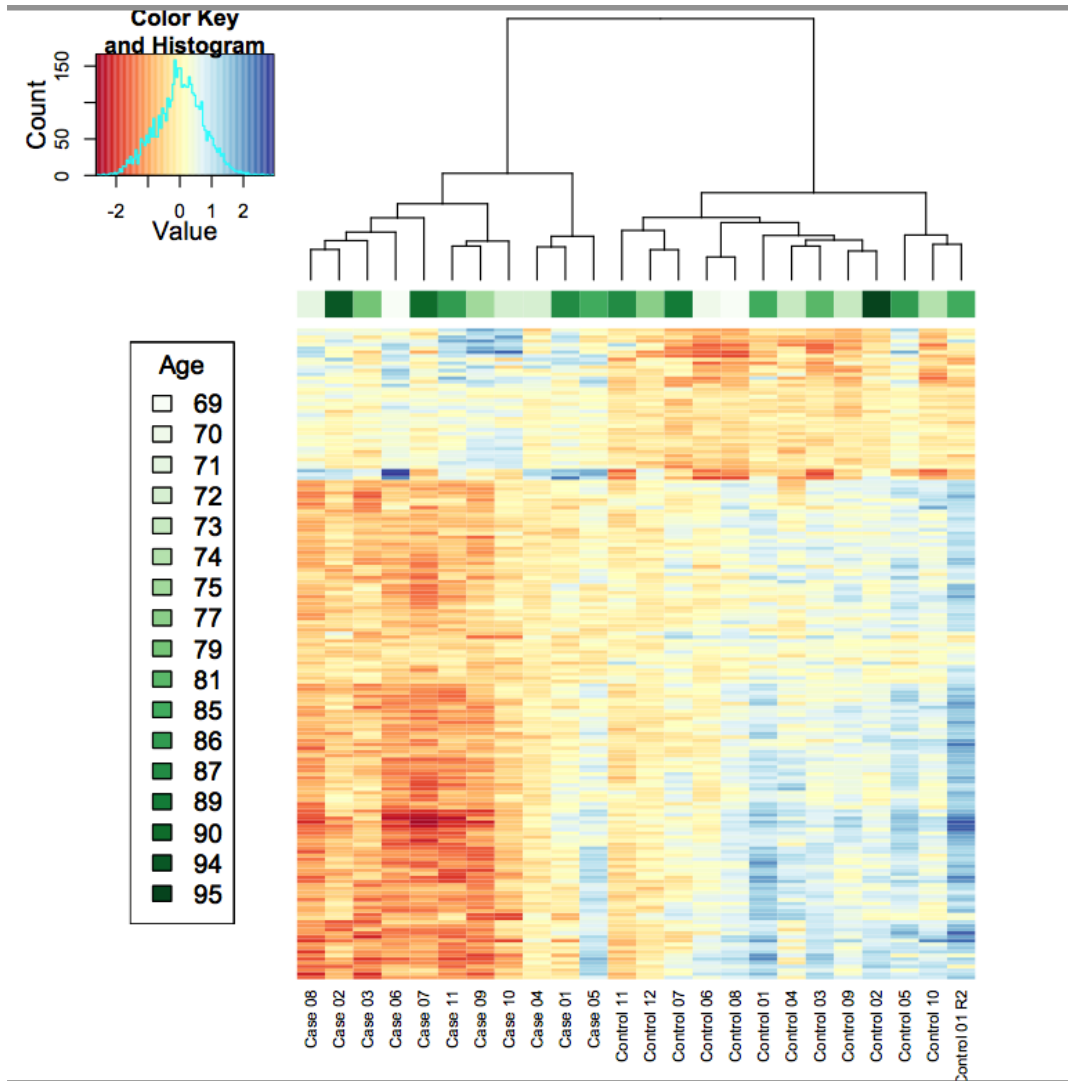 Color Key
and Histogram
Count
0
50
150
-2
0
1
2
Value
Age
69
70
71
72
73
74
75
77
79
81
85
86
87
89
90
94
95
Case 08
Case 02
Case 03
Case 06
Case 07
Case 11
Case 09
Case 10
Case 04
Case 01
Case 05
Control 11
Control 12
Control 07
Control 06
Control 08
Control 01
Control 04
Control 03
Control 09
Control 02
Control 05
Control 10
Control 01 R2